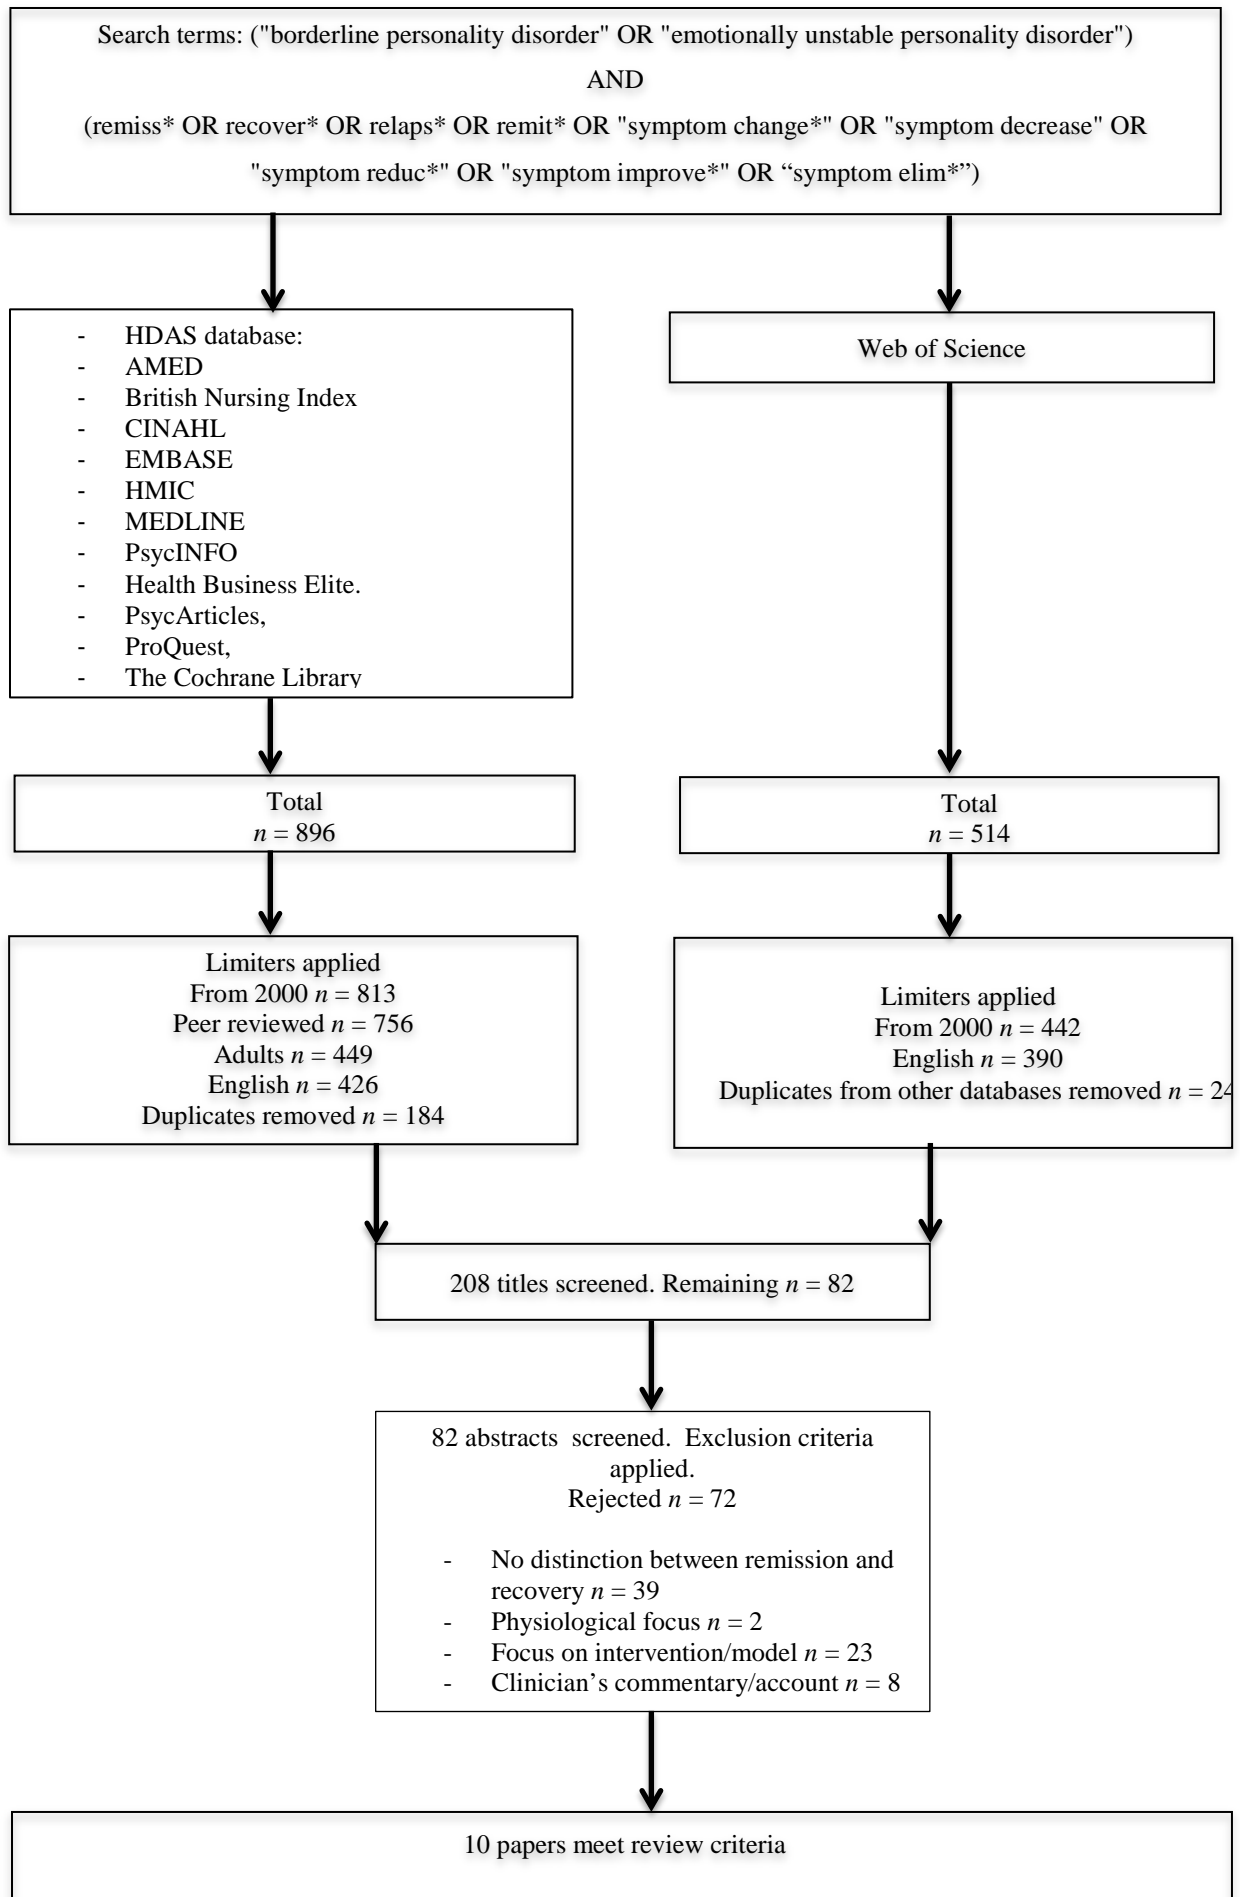 Search terms: ("borderline personality disorder" OR "emotionally unstable personality disorder")
AND
(remiss* OR recover* OR relaps* OR remit* OR "symptom change*" OR "symptom decrease" OR
"symptom reduc*" OR "symptom improve*" OR “symptom elim*”)
- HDAS database:
- AMED
- British Nursing Index
- CINAHL
- EMBASE
- HMIC
- MEDLINE
- PsycINFO
- Health Business Elite.
- PsycArticles,
- ProQuest,
- The Cochrane Library
Web of Science
Total
n = 896
Total
n = 514
Limiters applied
From 2000 n = 813
Peer reviewed n = 756
Adults n = 449
English n = 426
Duplicates removed n = 184
Limiters applied
From 2000 n = 442
English n = 390
Duplicates from other databases removed n = 24
208 titles screened. Remaining n = 82
82 abstracts screened. Exclusion criteria
applied.
Rejected n = 72
- No distinction between remission and
recovery n = 39
- Physiological focus n = 2
- Focus on intervention/model n = 23
- Clinician’s commentary/account n = 8
10 papers meet review criteria